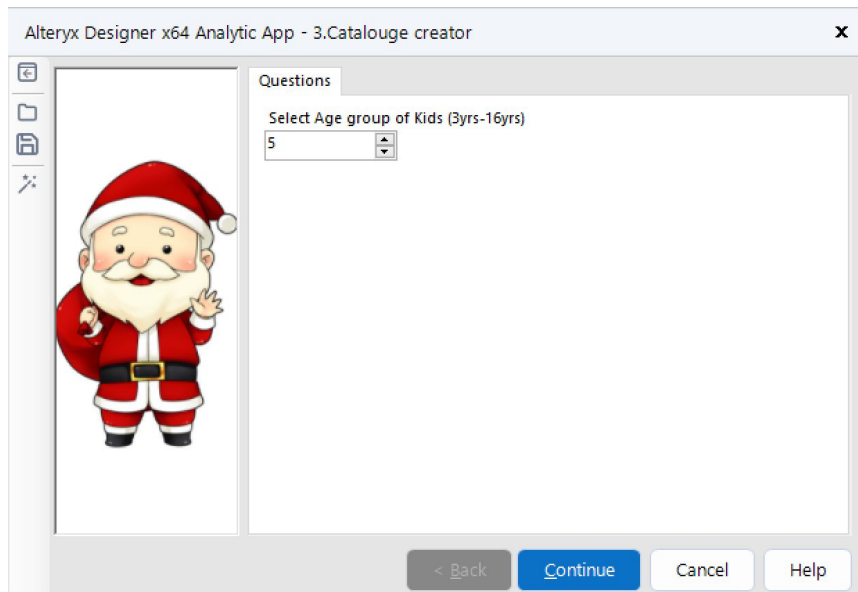 Alteryx Designer x64 Analytic App - 3.Catalouge creator
x
Questions
Select Age group of Kids (3yrs-16yrs)
5
< Back Continue Cancel Help